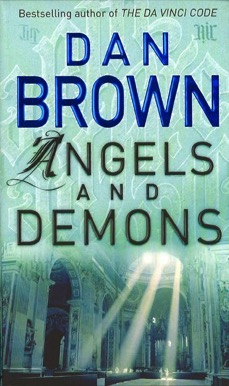 Bestselling author of THE DA VINCI CODE
DAN
BROWN
ANGELS
AND
DEMONS